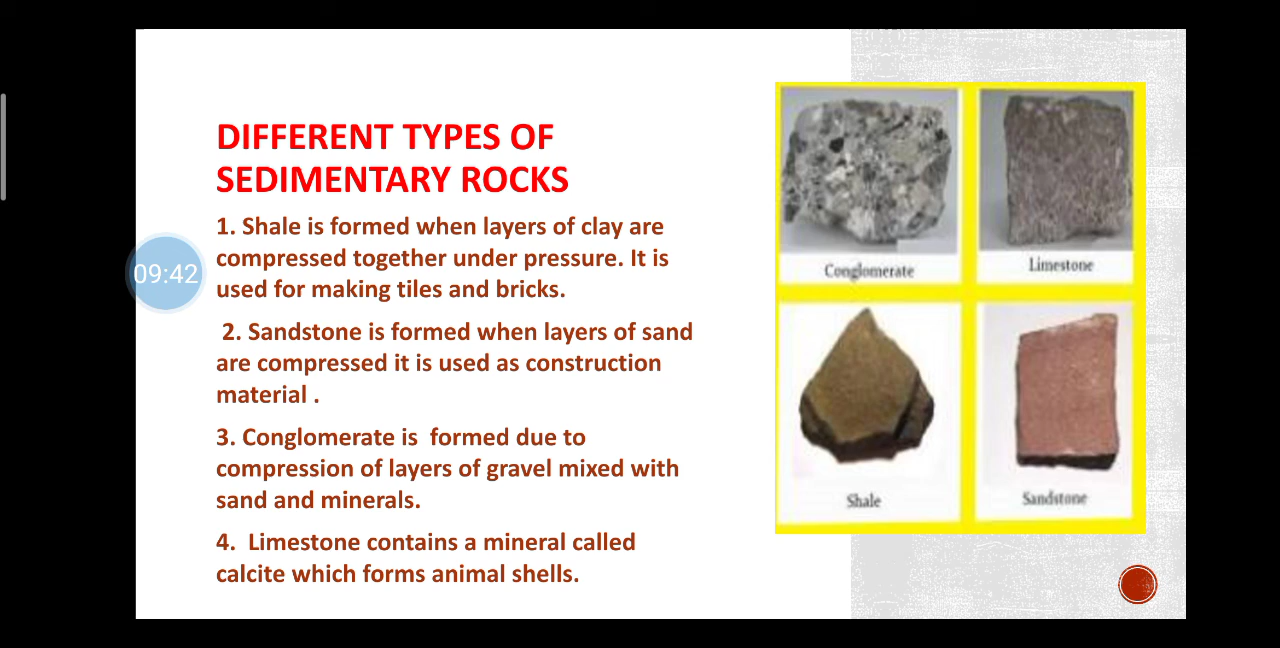 DIFFERENT TYPES OF
SEDIMENTARY ROCKS
1. Shale is formed when layers of clay are
compressed together under pressure. It is
used for making tiles and bricks.
2. Sandstone is formed when layers of sand
are compressed it is used as construction
material .
3. Conglomerate is  formed due to
compression of layers of gravel mixed with
sand and minerals.
4.  Limestone contains a mineral called
calcite which forms animal shells.
09:42
Conglomerate
Limestone
Shale
Sandstone